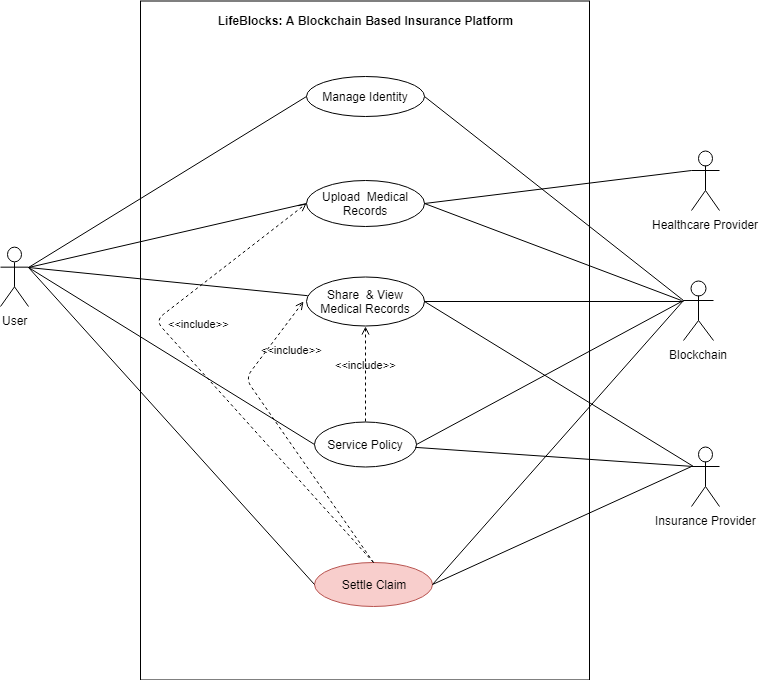 LifeBlocks: A Blockchain Based Insurance Platform
Manage Identity
Upload Medical
Records
Healthcare Provider
Share & View
Medical Records
User
<<include>>
<<include>>
<<include>>
Blockchain
Service Policy
Insurance Provider
Settle Claim